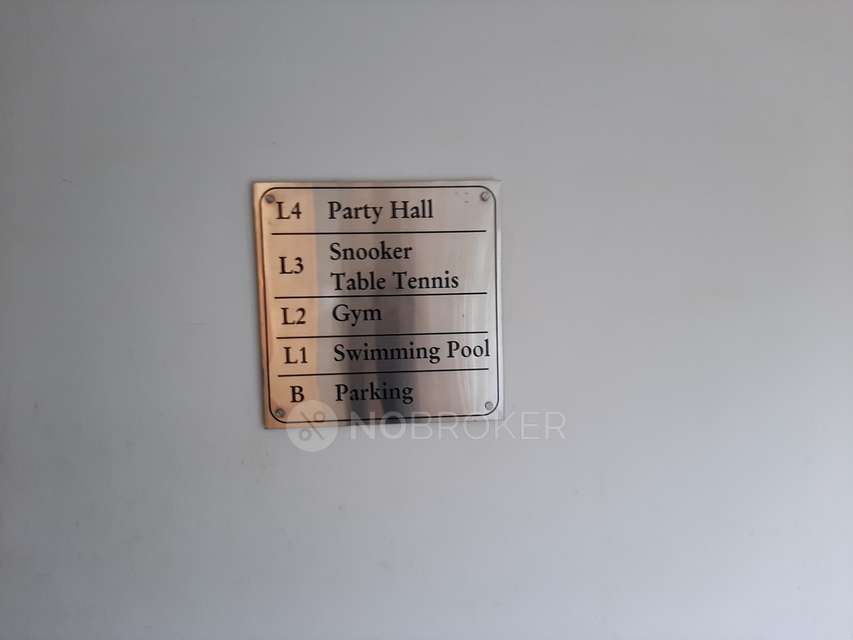 L4 Party Hall
Snooker
L3
Table Tennis
L2 Gym
L1 Swimming Pool
B Parking
NOBROKER